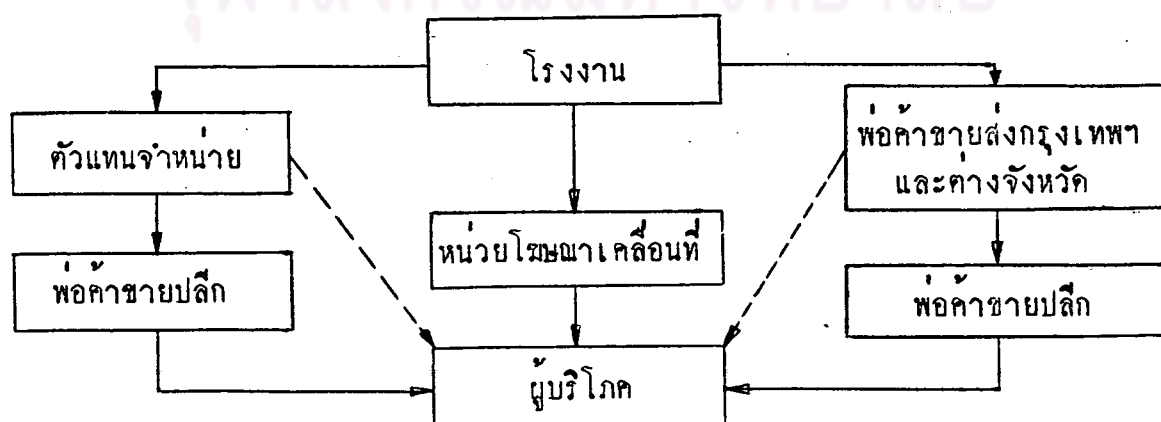 โรงงาน
ตัวแทนจำหน่าย
พ่อค้าขายส่งกรุงเทพฯ
และต่างจังหวัด
หน่วยโฆษณาเคลื่อนที่
พ่อค้าขายปลีก
พ่อค้าขายปลีก
ผู้บริโภค